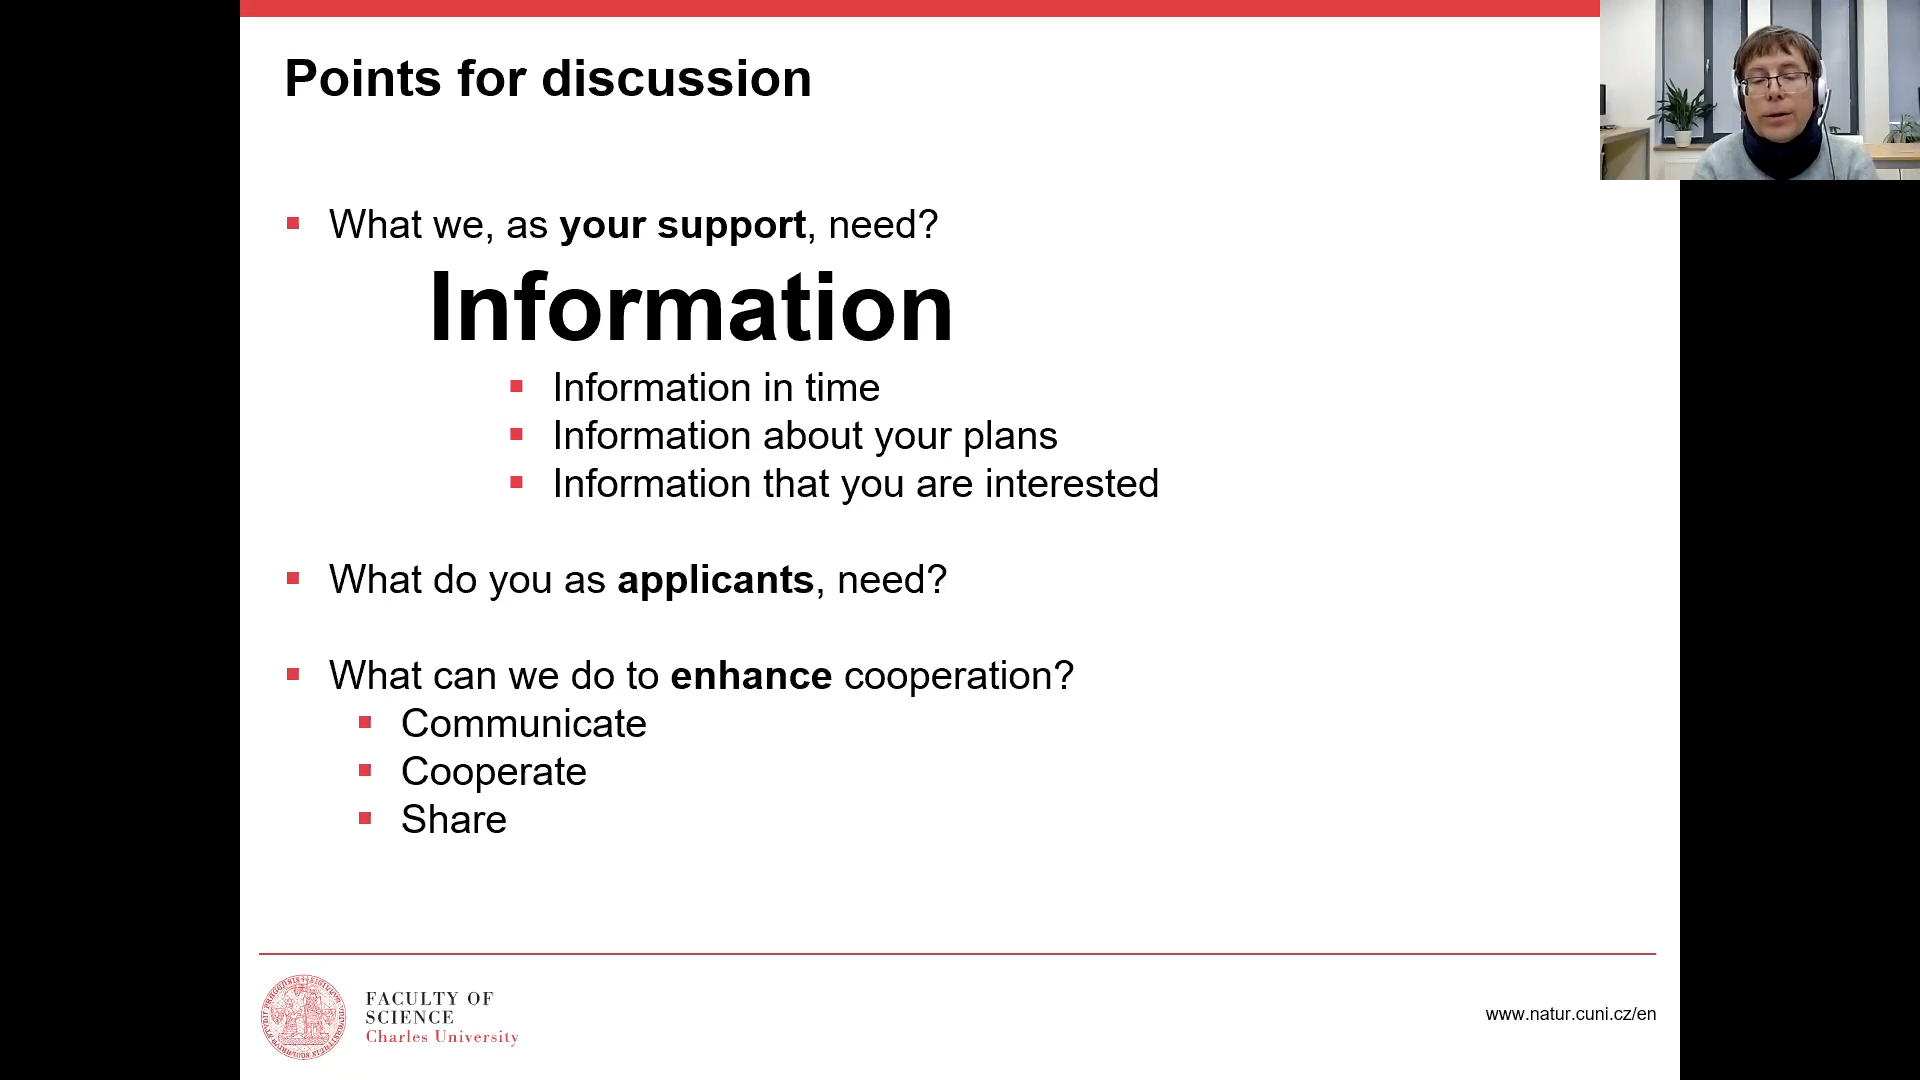 Points for discussion
What we, as your support, need?
Information
Information in time
Information about your plans
Information that you are interested
What do you as applicants, need?
What can we do to enhance cooperation?
Communicate
Cooperate
Share
FACULTY OF
SCIENCE
Charles University
www.natur.cuni.cz/en